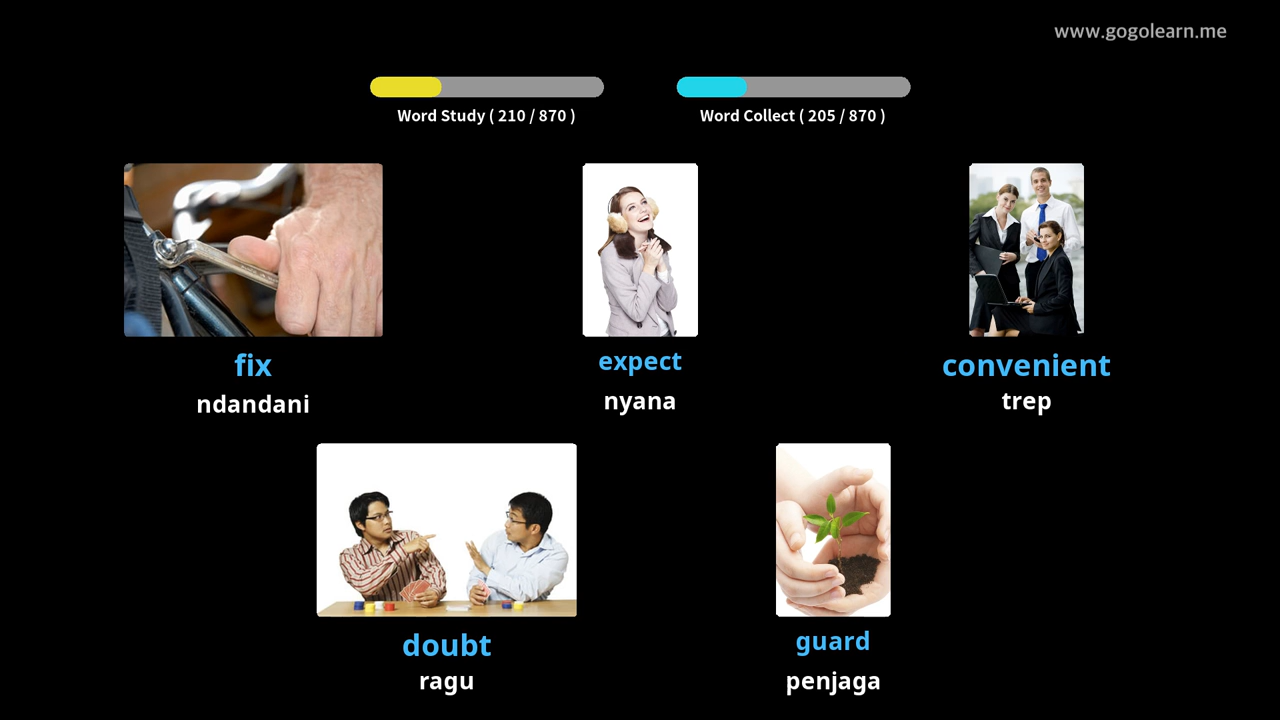 www.gogolearn.me
Word Study ( 210 / 870 )
Word Collect ( 205 / 870 )
fix
ndandani
expect
nyana
convenient
trep
doubt
ragu
guard
penjaga